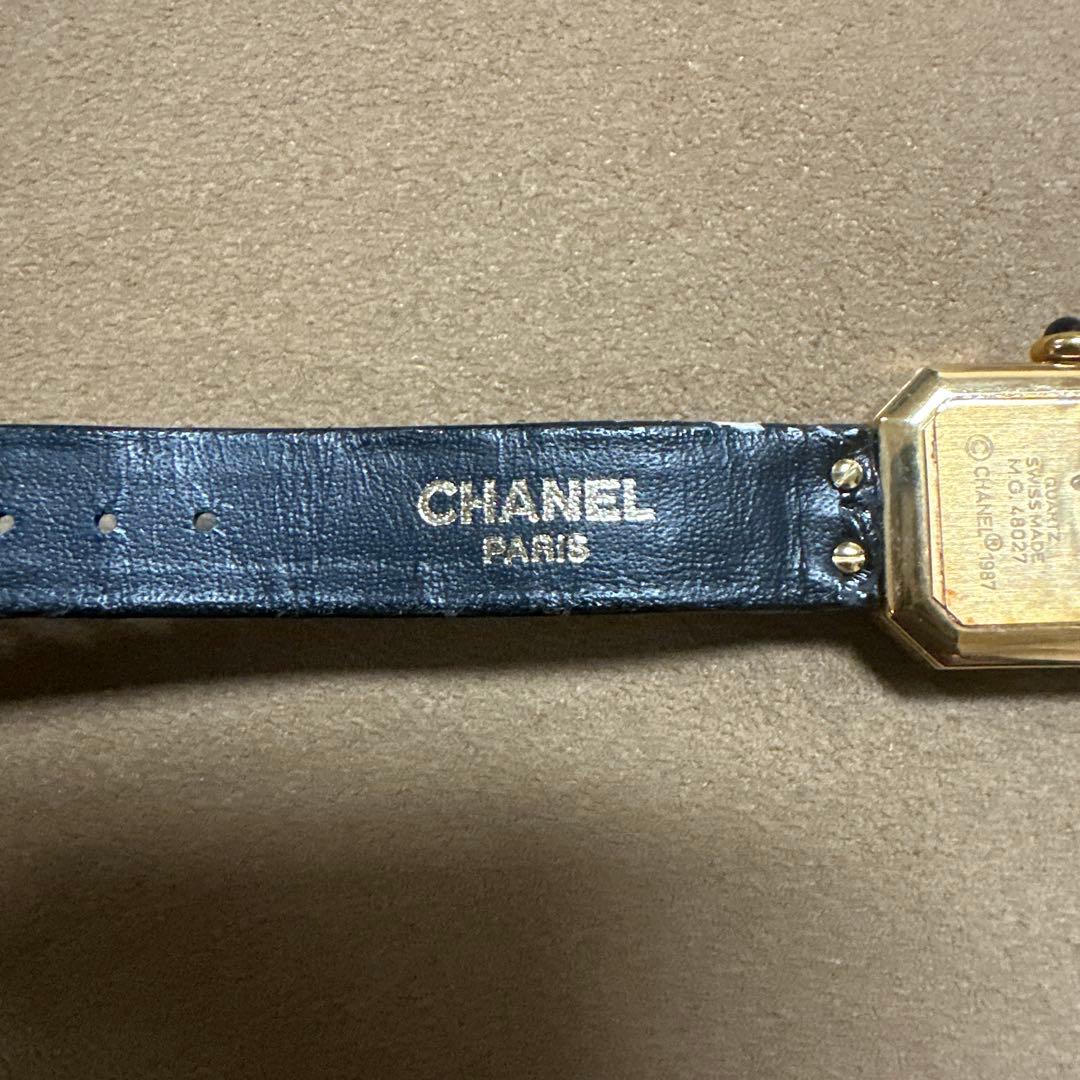 CHANEL
PARIS
QUARTZ
SWISS MADE
M.G 48027
© CHANEL ® 1987